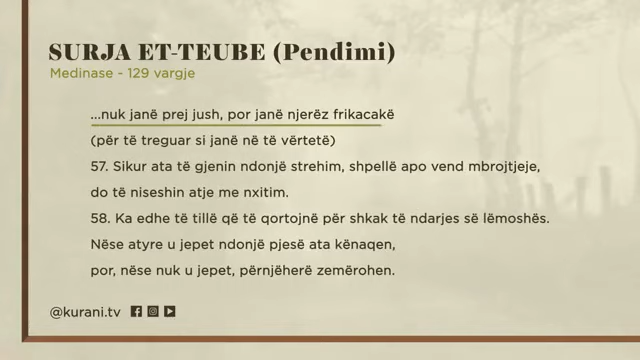 SURJA ET-TEUBE (Pendimi)
Medinase - 129 vargje
...nuk janë prej jush, por janë njerëz frikacakë
(për të treguar si janë në të vërtetë)
57. Sikur ata të gjenin ndonjë strehim, shpellë apo vend mbrojtjeje,
do të niseshin atje me nxitim.
58. Ka edhe të tillë që të qortojnë për shkak të ndarjes së lëmoshës.
Nëse atyre u jepet ndonjë pjesë ata kënaqen,
por, nëse nuk u jepet, përnjëherë zemërohen.
@kurani.tv